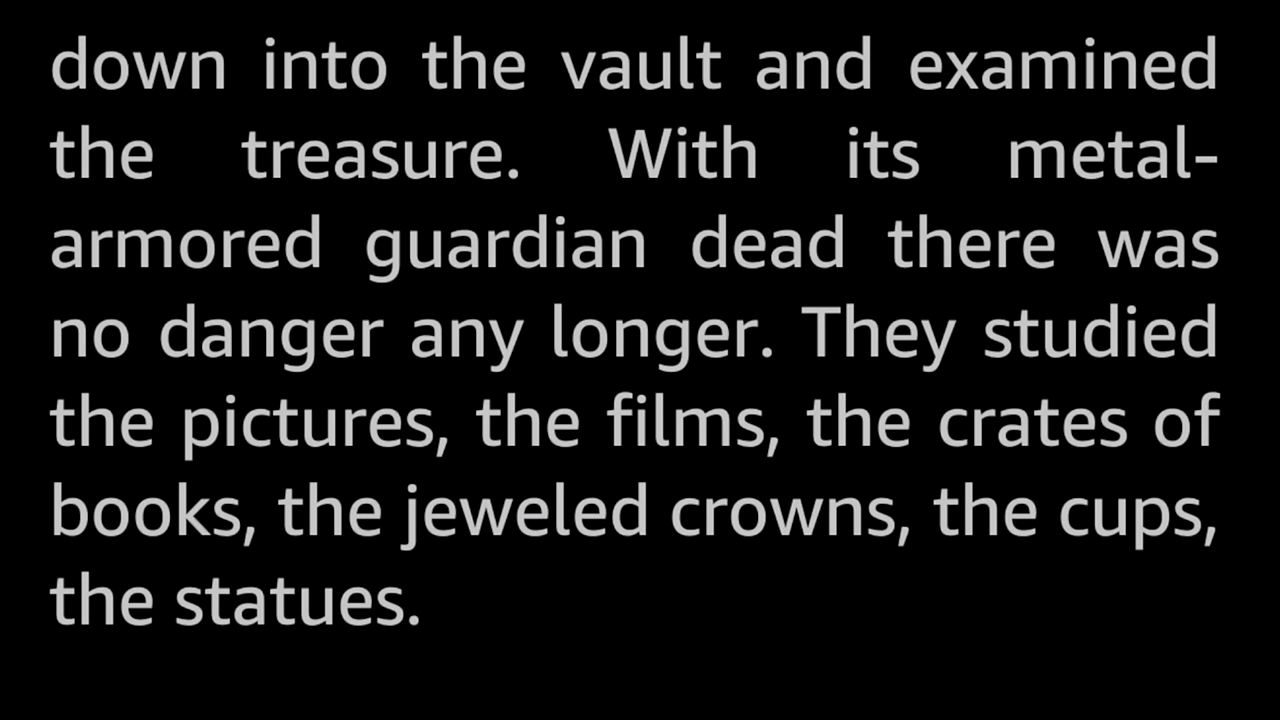 down into the vault and examined
the treasure. With its metal-
armored guardian dead there was
no danger any longer. They studied
the pictures, the films, the crates of
books, the jeweled crowns, the cups,
the statues.